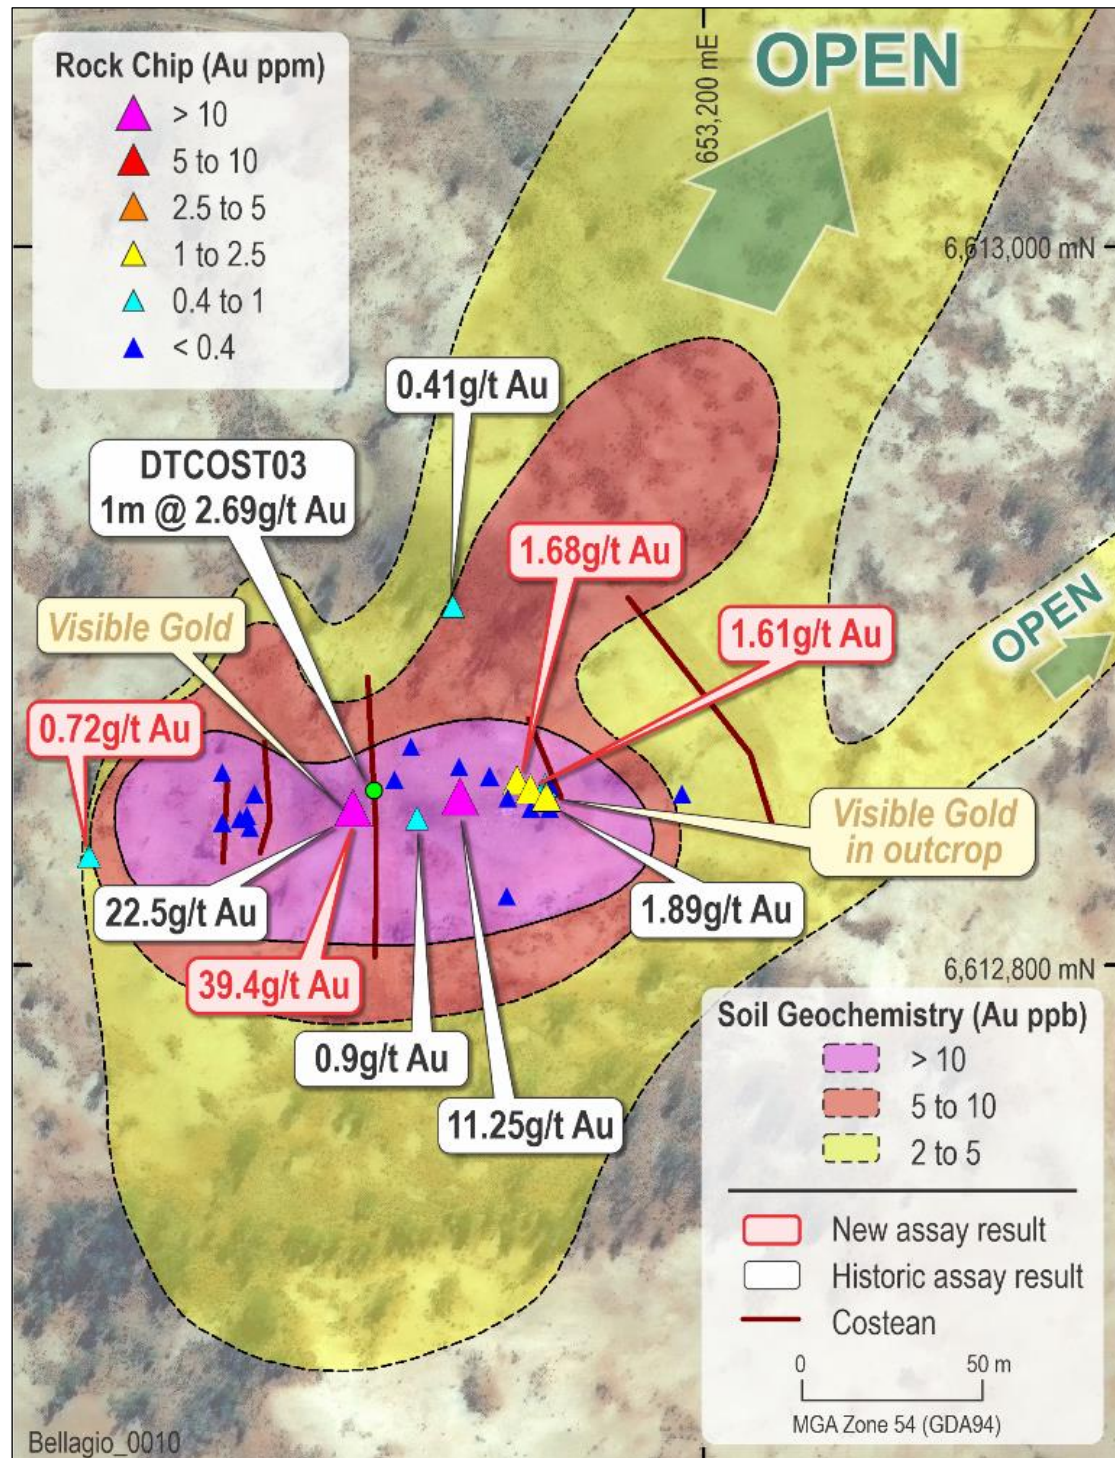 OPEN
653,200 mE
Rock Chip (Au ppm)
> 10
5 to 10
2.5 to 5
1 to 2.5
0.4 to 1
< 0.4
6,613,000 mN
0.41g/t Au
DTCOST03
1m @ 2.69g/t Au
1.68g/t Au
Visible Gold
1.61g/t Au
OPEN
0.72g/t Au
Visible Gold
in outcrop
22.5g/t Au
1.89g/t Au
39.4g/t Au
6,612,800 mN
0.9g/t Au
11.25g/t Au
Soil Geochemistry (Au ppb)
> 10
5 to 10
2 to 5
New assay result
Historic assay result
Costean
0 50 m
MGA Zone 54 (GDA94)
Bellagio_0010